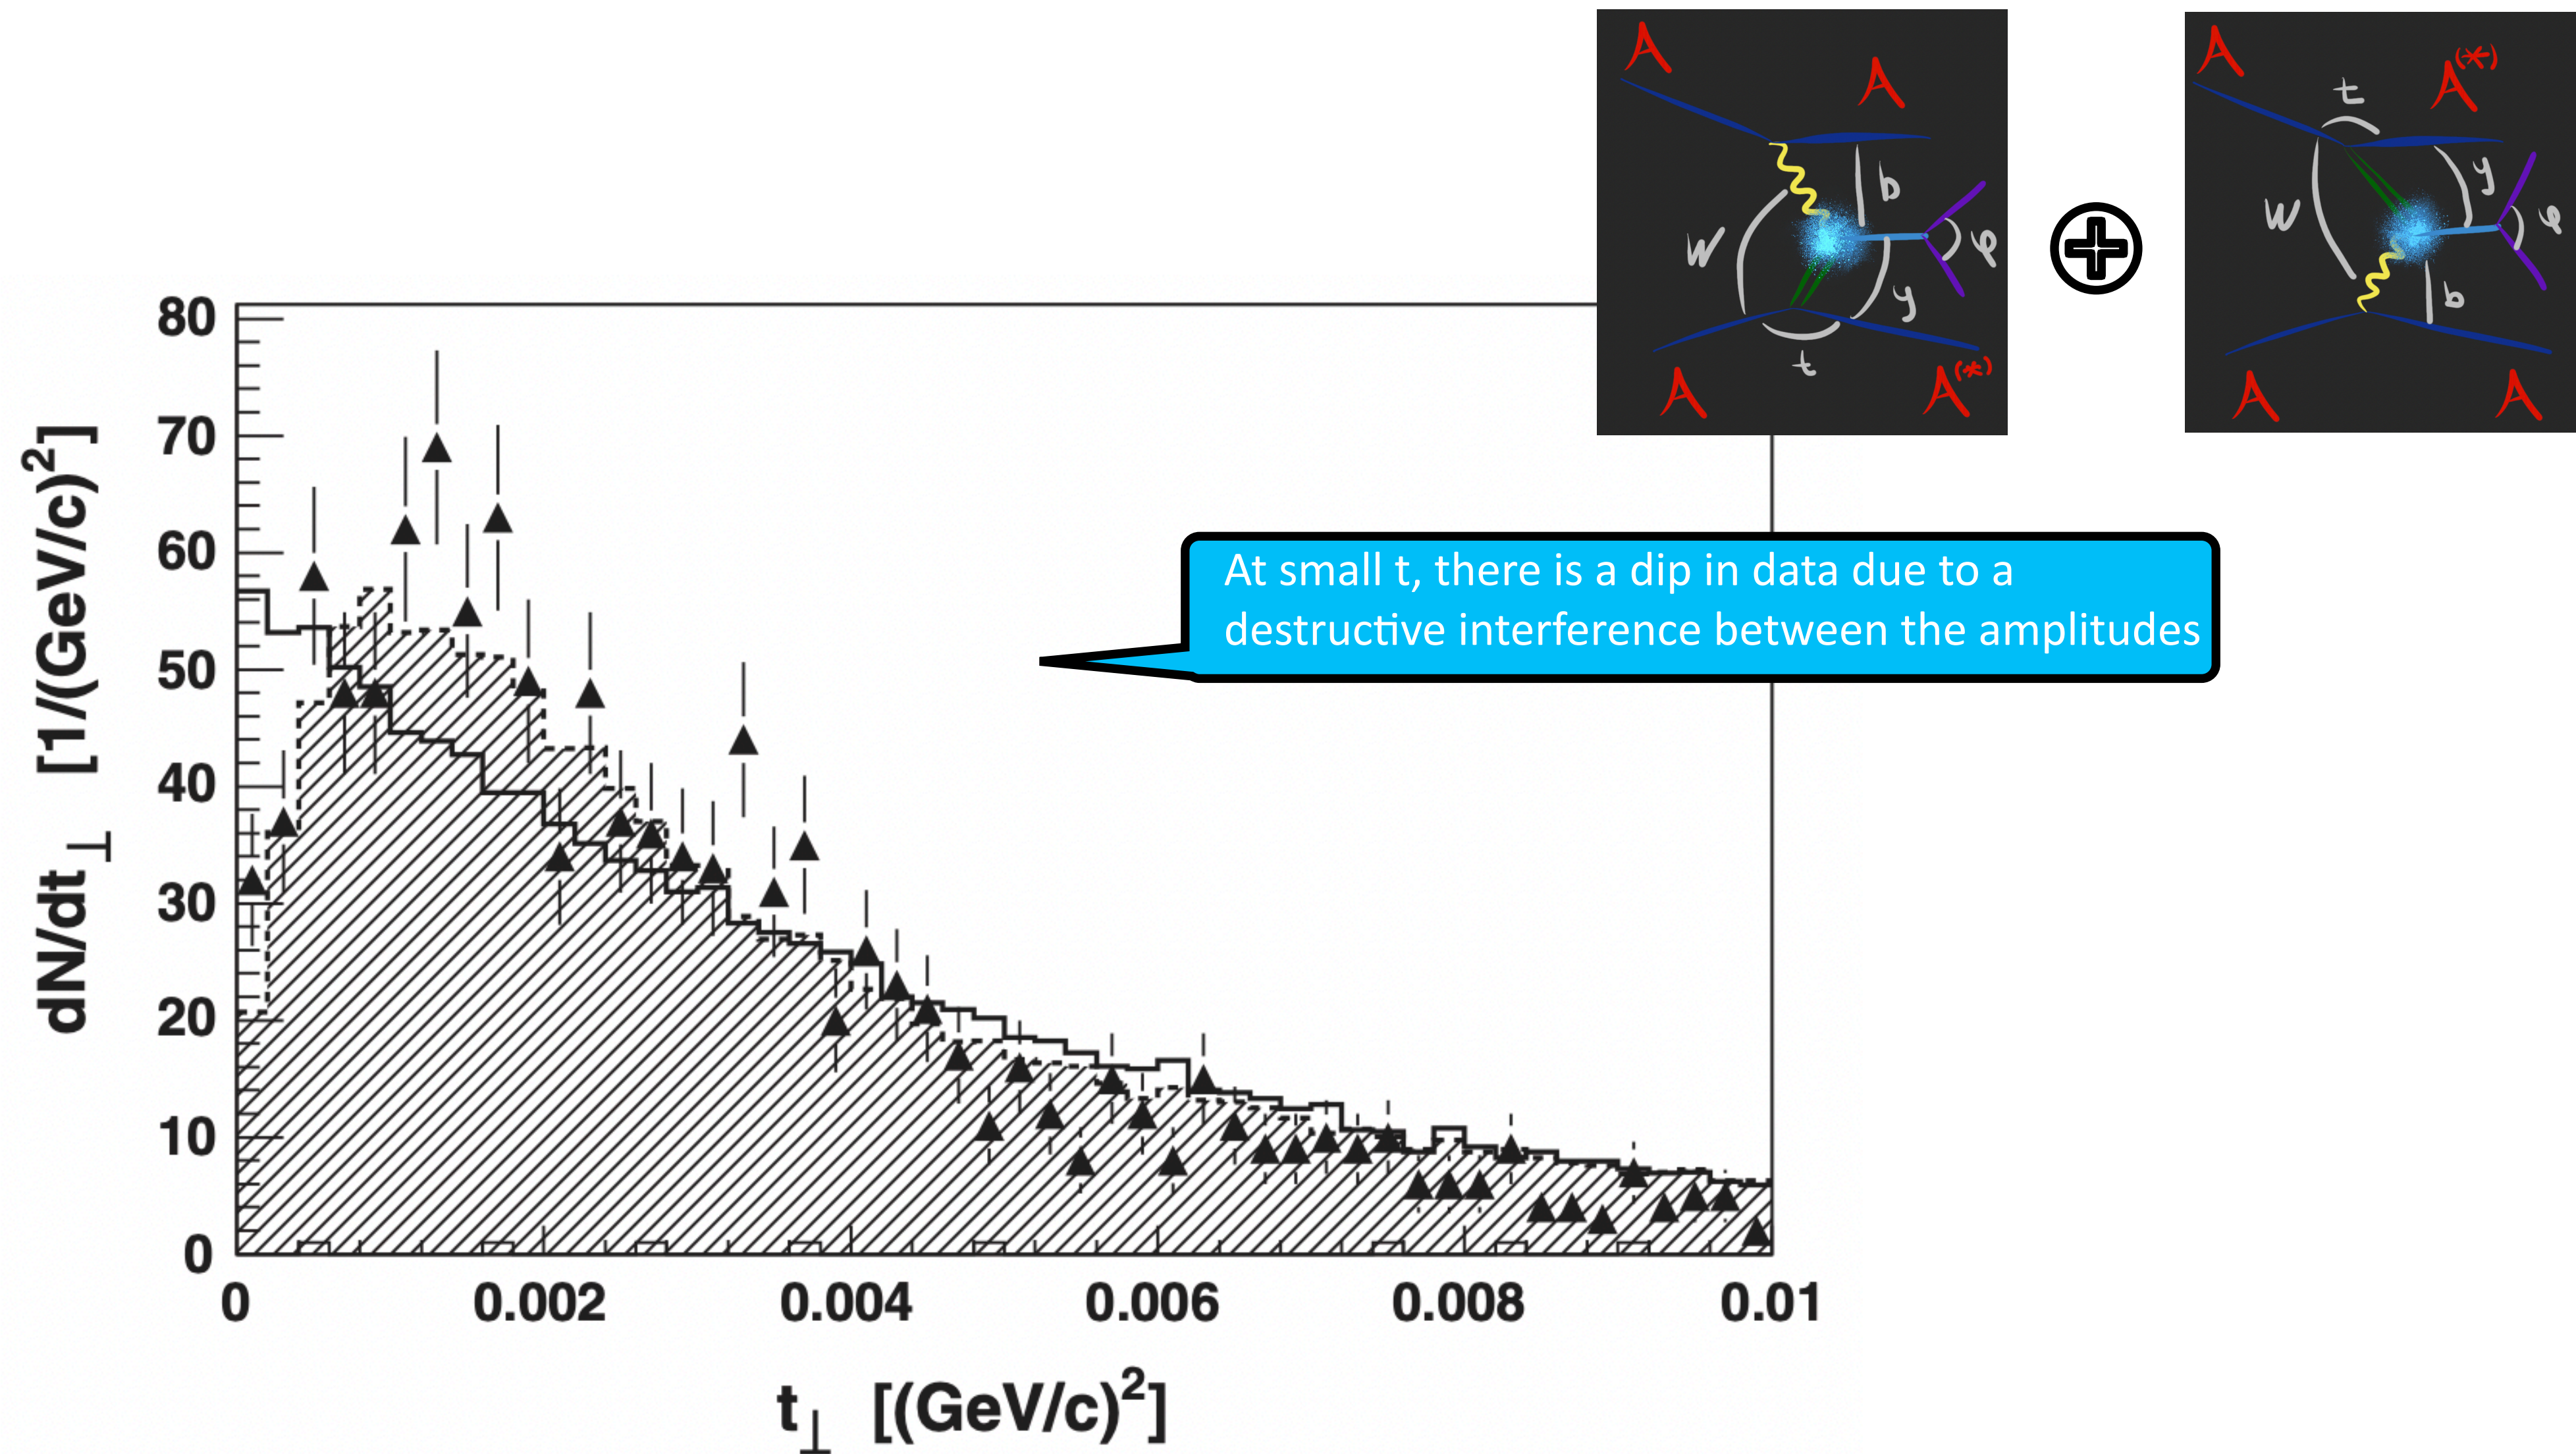 A
A
b
W
φ
y
t
A
A(*)
A
t
A(*)
y
W
φ
b
A
A
At small t, there is a dip in data due to a
destructive interference between the amplitudes
dN/dt⊥ [1/(GeV/c)²]
80
70
60
50
40
30
20
10
0
0 0.002 0.004 0.006 0.008 0.01
t⊥ [(GeV/c)²]